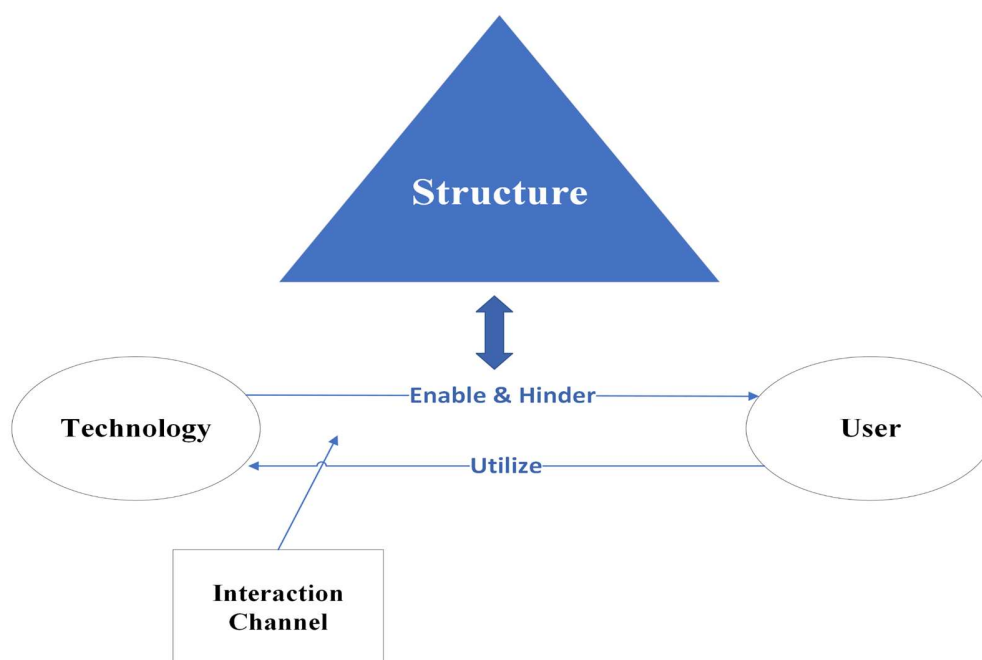 Structure
Enable & Hinder
Technology
User
Utilize
Interaction
Channel